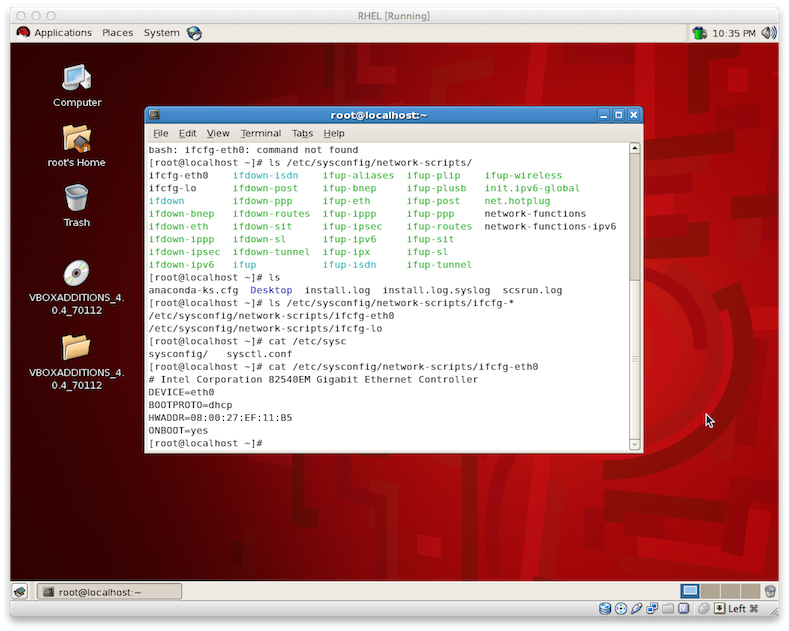 RHEL [Running]
Applications Places System 10:35 PM
Computer
root's Home
Trash
VBOXADDITIONS_4.
0.4_70112
VBOXADDITIONS_4.
0.4_70112
root@localhost:~
File Edit View Terminal Tabs Help
bash: ifcfg-eth0: command not found
[root@localhost ~]# ls /etc/sysconfig/network-scripts/
ifcfg-eth0 ifdown-isdn ifup-aliases ifup-plip ifup-wireless
ifcfg-lo ifdown-post ifup-bnep ifup-plusb init.ipv6-global
ifdown ifdown-ppp ifup-eth ifup-post net.hotplug
ifdown-bnep ifdown-routes ifup-ippp ifup-ppp network-functions
ifdown-eth ifdown-sit ifup-ipsec ifup-routes network-functions-ipv6
ifdown-ippp ifdown-sl ifup-ipv6 ifup-sit
ifdown-ipsec ifdown-tunnel ifup-ipx ifup-sl
ifdown-ipv6 ifup ifup-isdn ifup-tunnel
[root@localhost ~]# ls
anaconda-ks.cfg Desktop install.log install.log.syslog scsrun.log
[root@localhost ~]# ls /etc/sysconfig/network-scripts/ifcfg-*
/etc/sysconfig/network-scripts/ifcfg-eth0
/etc/sysconfig/network-scripts/ifcfg-lo
[root@localhost ~]# cat /etc/sysc
sysconfig/ sysctl.conf
[root@localhost ~]# cat /etc/sysconfig/network-scripts/ifcfg-eth0
# Intel Corporation 82540EM Gigabit Ethernet Controller
DEVICE=eth0
BOOTPROTO=dhcp
HWADDR=08:00:27:EF:11:B5
ONBOOT=yes
[root@localhost ~]#
root@localhost:~
Left ⌘